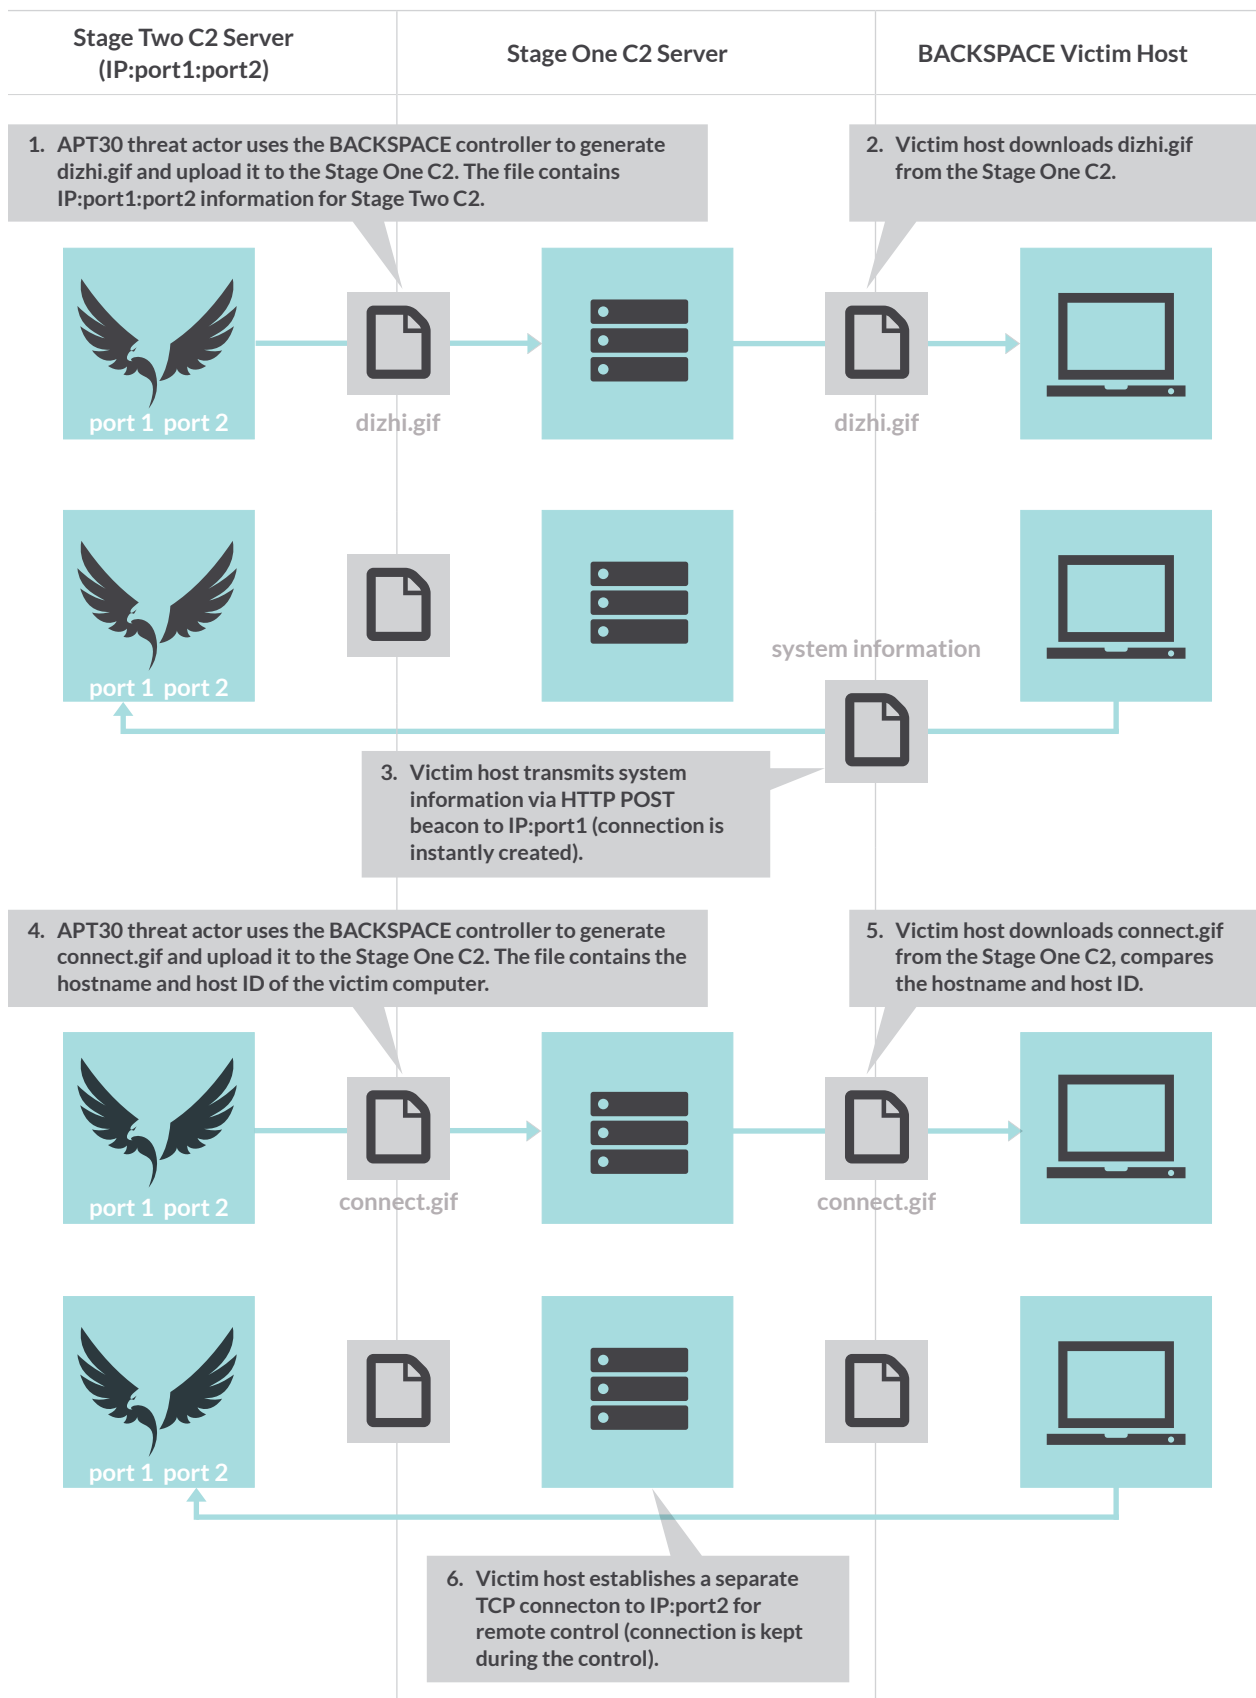 Stage Two C2 Server
(IP:port1:port2)
Stage One C2 Server
BACKSPACE Victim Host
1. APT30 threat actor uses the BACKSPACE controller to generate
dizhi.gif and upload it to the Stage One C2. The file contains
IP:port1:port2 information for Stage Two C2.
2. Victim host downloads dizhi.gif
from the Stage One C2.
port 1 port 2
dizhi.gif
dizhi.gif
system information
port 1 port 2
3. Victim host transmits system
information via HTTP POST
beacon to IP:port1 (connection is
instantly created).
4. APT30 threat actor uses the BACKSPACE controller to generate
connect.gif and upload it to the Stage One C2. The file contains the
hostname and host ID of the victim computer.
5. Victim host downloads connect.gif
from the Stage One C2, compares
the hostname and host ID.
port 1 port 2
connect.gif
connect.gif
port 1 port 2
6. Victim host establishes a separate
TCP connecton to IP:port2 for
remote control (connection is kept
during the control).